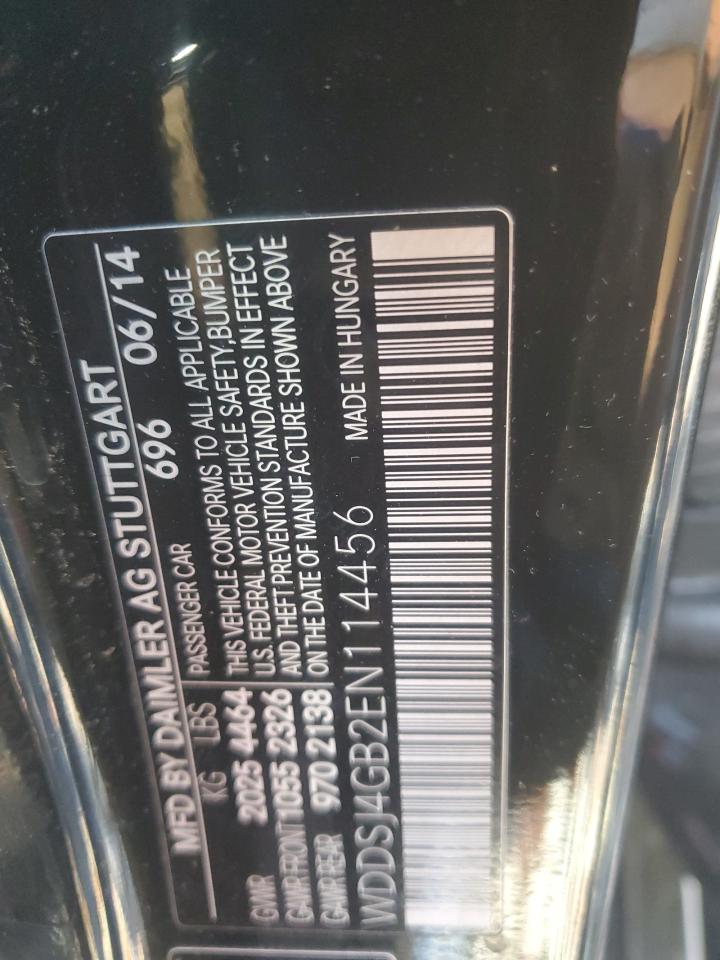 MFD BY DAIMLER AG STUTTGART
696 06/14
KG LBS PASSENGER CAR
GVWR 2025 4464 THIS VEHICLE CONFORMS TO ALL APPLICABLE
U.S. FEDERAL MOTOR VEHICLE SAFETY, BUMPER
GAWR FRONT 1055 2326 AND THEFT PREVENTION STANDARDS IN EFFECT
GAWR REAR 970 2138 ON THE DATE OF MANUFACTURE SHOWN ABOVE
WDDSJ4GB2EN114456 MADE IN HUNGARY